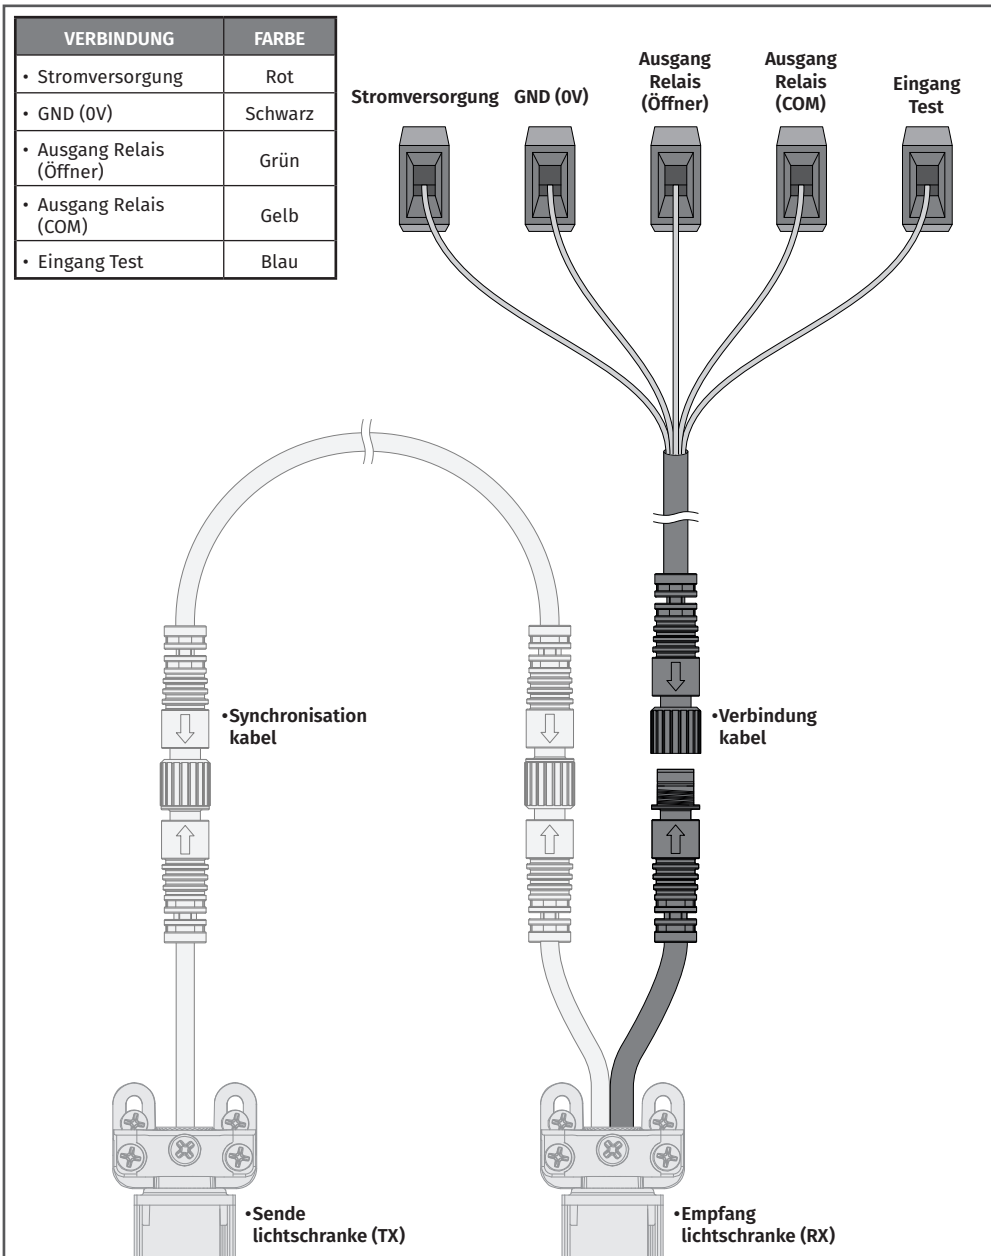 VERBINDUNG FARBE
• Stromversorgung Rot
• GND (0V) Schwarz
• Ausgang Relais
(Öffner) Grün
• Ausgang Relais
(COM) Gelb
• Eingang Test Blau
Stromversorgung
GND (0V)
Ausgang
Relais
(Öffner)
Ausgang
Relais
(COM)
Eingang
Test
•Synchronisation
kabel
•Verbindung
kabel
•Sende
lichtschranke (TX)
•Empfang
lichtschranke (RX)